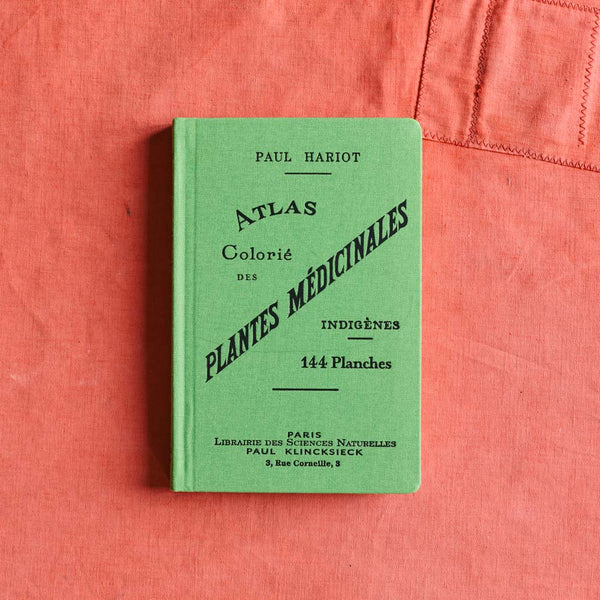 PAUL HARIOT
ATLAS
Colorié
DES
PLANTES MÉDICINALES
INDIGÈNES
144 Planches
PARIS
LIBRAIRIE DES SCIENCES NATURELLES
PAUL KLINCKSIECK
3, Rue Corneille, 3